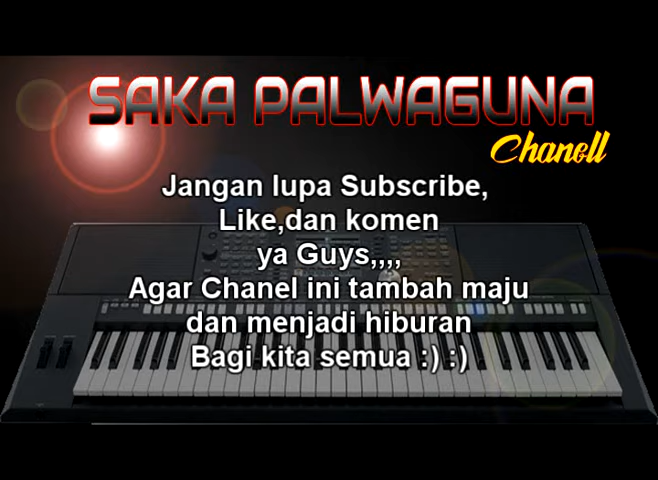 SAKA PALWAGUNA
Chanell
Jangan lupa Subscribe,
Like,dan komen
ya Guys,,,,
Agar Chanel ini tambah maju
dan menjadi hiburan
Bagi kita semua :) :)